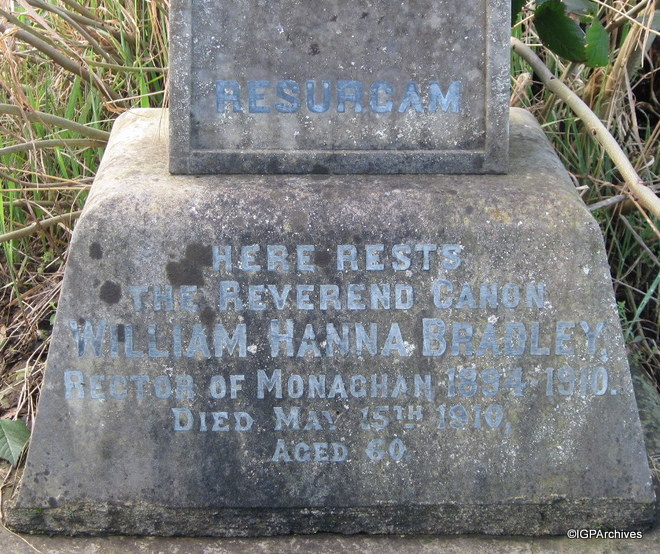 RESURGAM
HERE RESTS
THE REVEREND CANON
WILLIAM HANNA BRADLEY,
RECTOR OF MONAGHAN 1894-1910.
DIED MAY 15TH 1910,
AGED 60
©IGPArchives